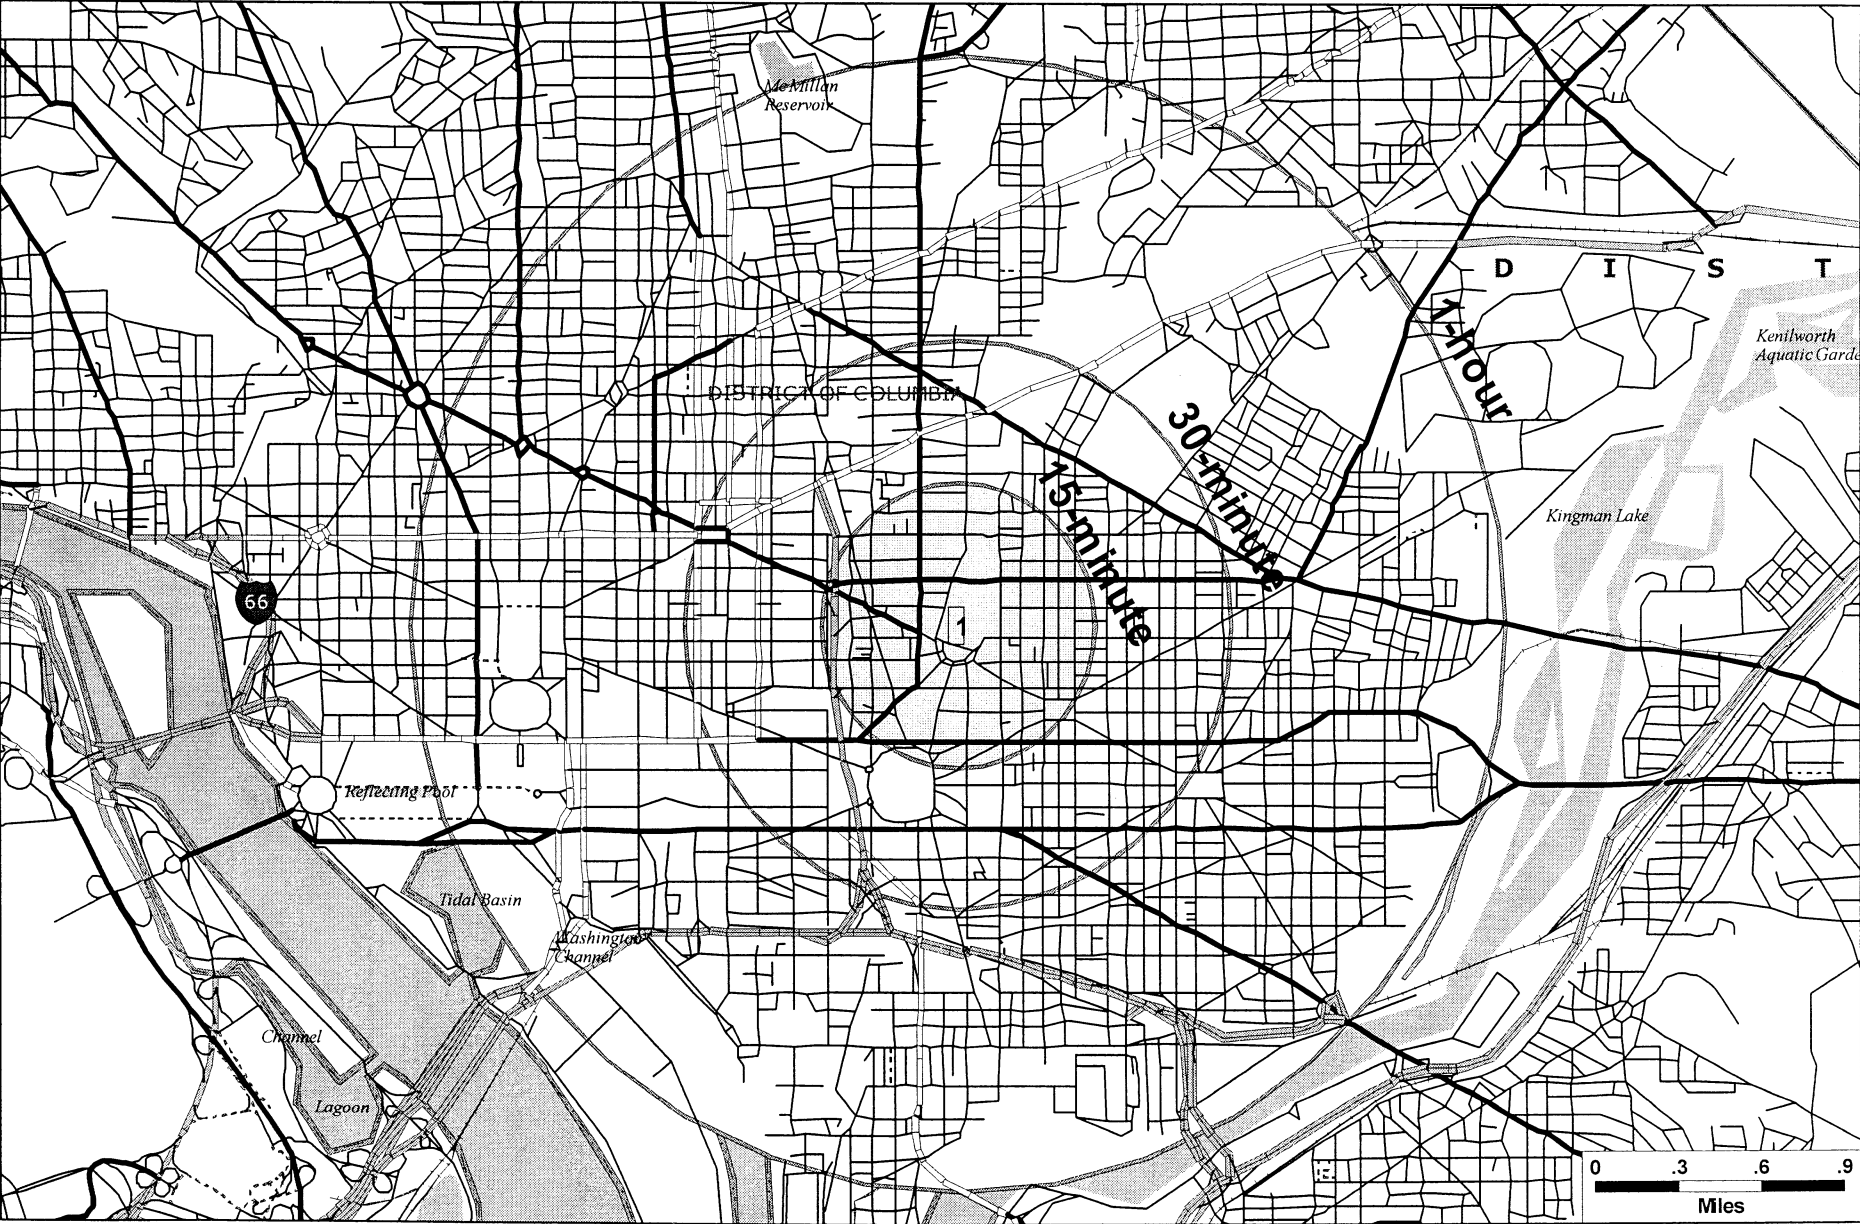 McMillan
Reservoir
D I S T
1-hour
Kenilworth
Aquatic Garde
DISTRICT OF COLUMBIA
30-minute
15-minute
Kingman Lake
66
1
Reflecting Pool
Tidal Basin
Washington
Channel
Channel
Lagoon
0 .3 .6 .9
Miles